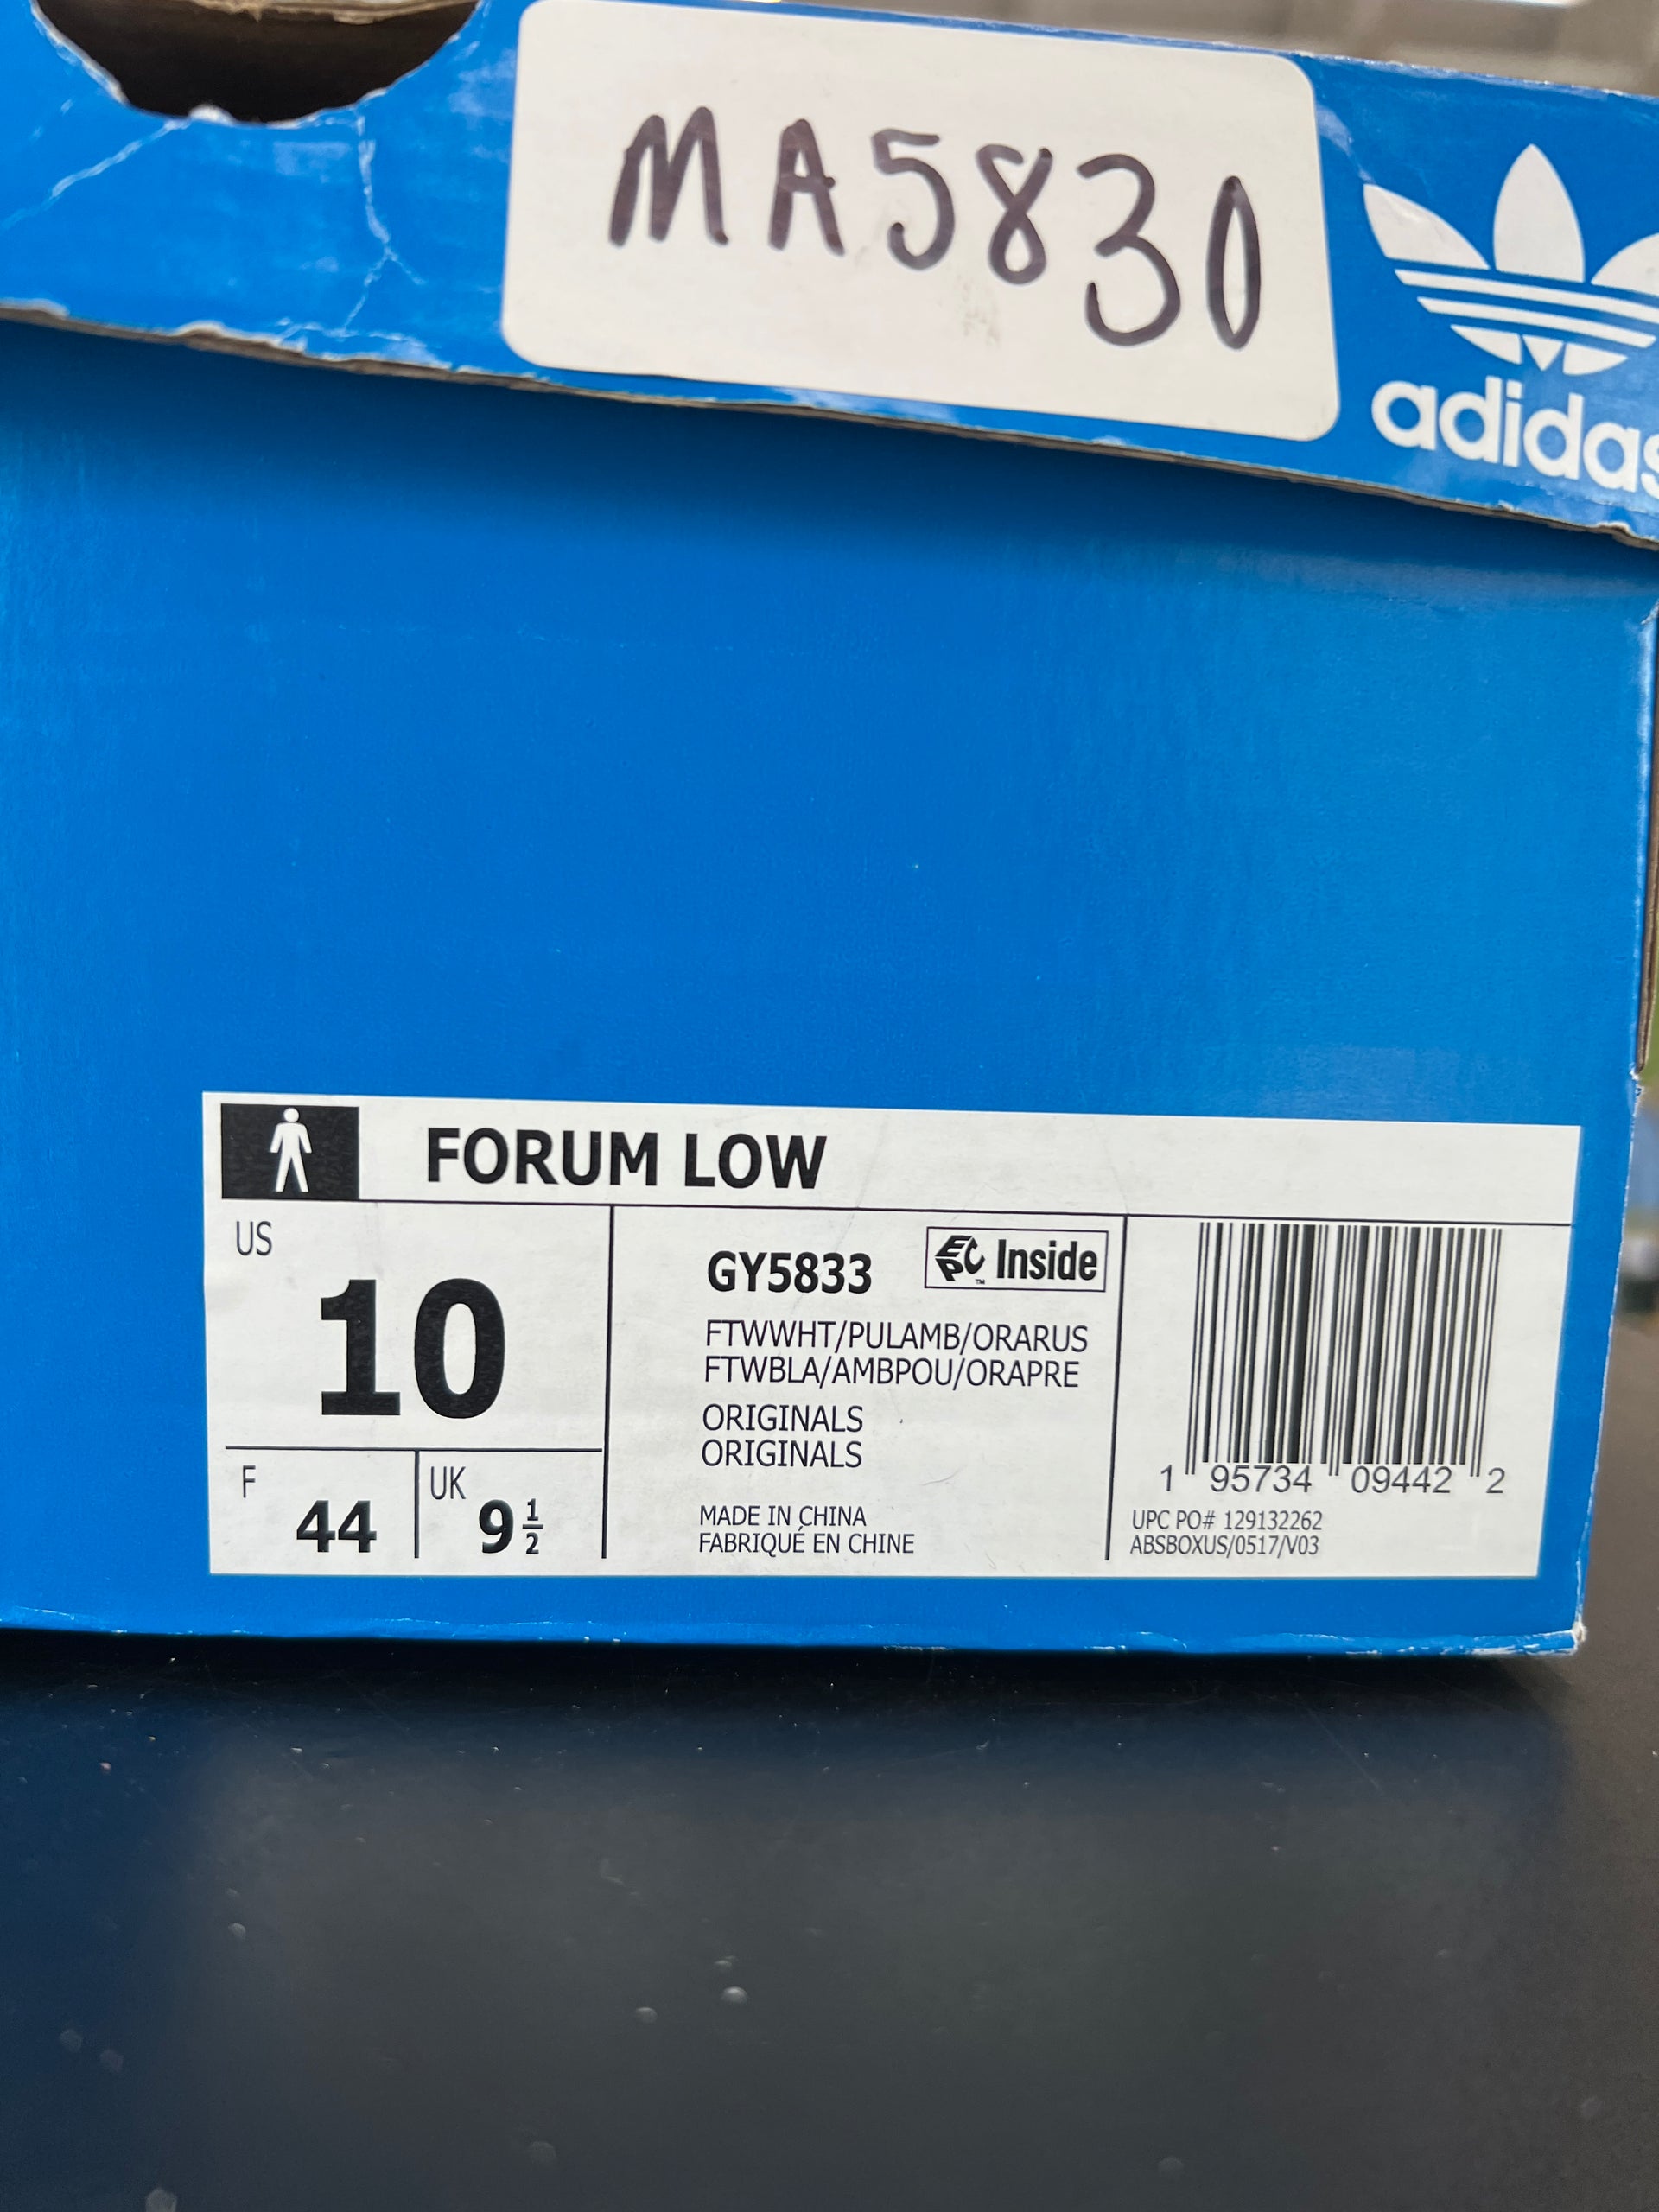 MA5830
adidas
FORUM LOW
US
10
F
44
UK
9 1/2
GY5833
EPC Inside
FTWWHT/PULAMB/ORARUS
FTWBLA/AMBPOU/ORAPRE
ORIGINALS
ORIGINALS
MADE IN CHINA
FABRIQUÉ EN CHINE
1 95734 09442 2
UPC PO# 129132262
ABSBOXUS/0517/V03